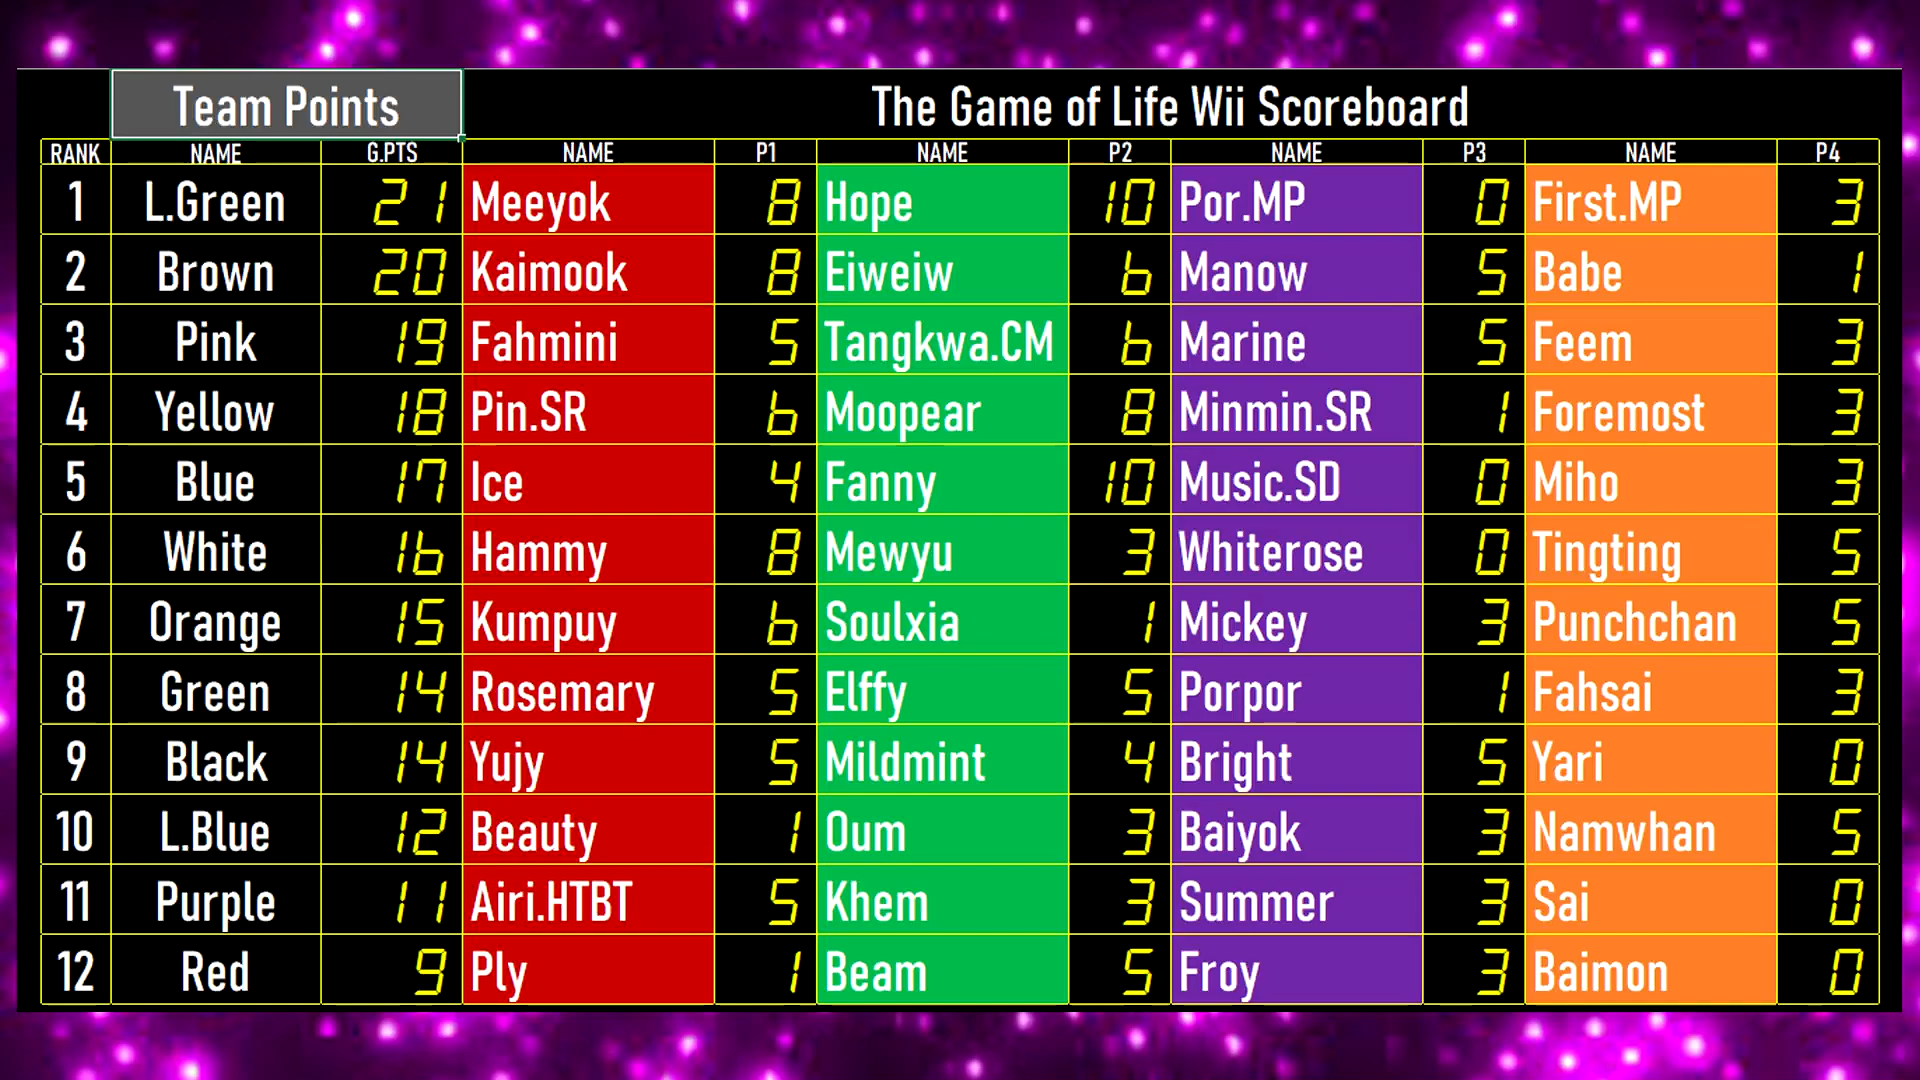 Team Points The Game of Life Wii Scoreboard
RANK NAME G.PTS NAME P1 NAME P2 NAME P3 NAME P4
1 L.Green 21 Meeyok 8 Hope 10 Por.MP 0 First.MP 3
2 Brown 20 Kaimook 8 Eiweiw 6 Manow 5 Babe 1
3 Pink 19 Fahmini 5 Tangkwa.CM 6 Marine 5 Feem 3
4 Yellow 18 Pin.SR 6 Moopear 8 Minmin.SR 1 Foremost 3
5 Blue 17 Ice 4 Fanny 10 Music.SD 0 Miho 3
6 White 16 Hammy 8 Mewyu 3 Whiterose 0 Tingting 5
7 Orange 15 Kumpuy 6 Soulxia 1 Mickey 3 Punchchan 5
8 Green 14 Rosemary 5 Elffy 5 Porpor 1 Fahsai 3
9 Black 14 Yujy 5 Mildmint 4 Bright 5 Yari 0
10 L.Blue 12 Beauty 1 Oum 3 Baiyok 3 Namwhan 5
11 Purple 11 Airi.HTBT 5 Khem 3 Summer 3 Sai 0
12 Red 9 Ply 1 Beam 5 Froy 3 Baimon 0